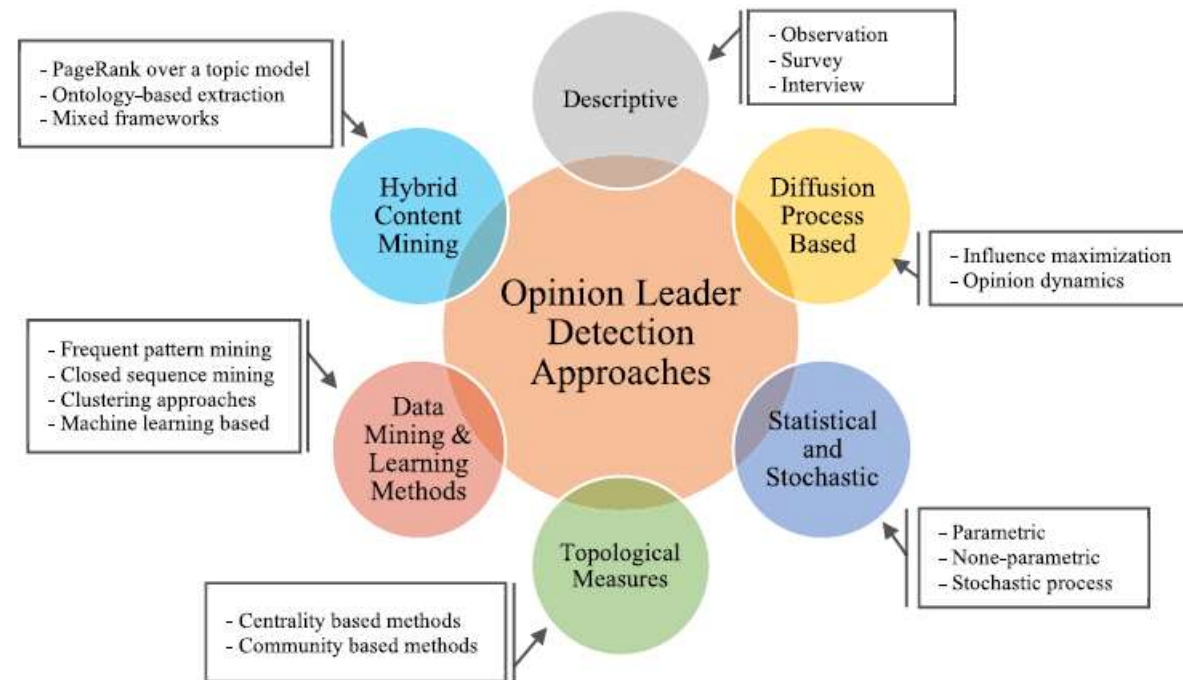 - PageRank over a topic model
- Ontology-based extraction
- Mixed frameworks
Descriptive
- Observation
- Survey
- Interview
Hybrid
Content
Mining
Diffusion
Process
Based
- Influence maximization
- Opinion dynamics
Opinion Leader
Detection
Approaches
- Frequent pattern mining
- Closed sequence mining
- Clustering approaches
- Machine learning based
Data
Mining &
Learning
Methods
Statistical
and
Stochastic
- Parametric
- None-parametric
- Stochastic process
Topological
Measures
- Centrality based methods
- Community based methods